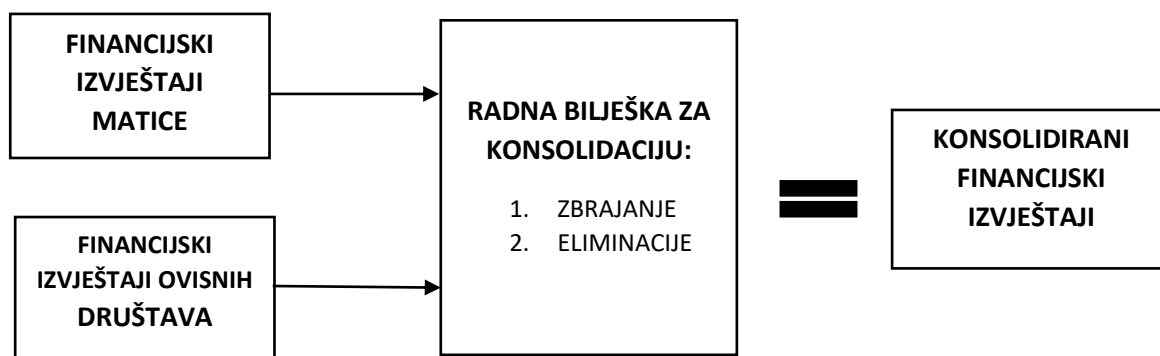 FINANCIJSKI
IZVJEŠTAJI
MATICE
FINANCIJSKI
IZVJEŠTAJI OVISNIH
DRUŠTAVA
RADNA BILJEŠKA ZA
KONSOLIDACIJU:
1. ZBRAJANJE
2. ELIMINACIJE
KONSOLIDIRANI
FINANCIJSKI
IZVJEŠTAJI